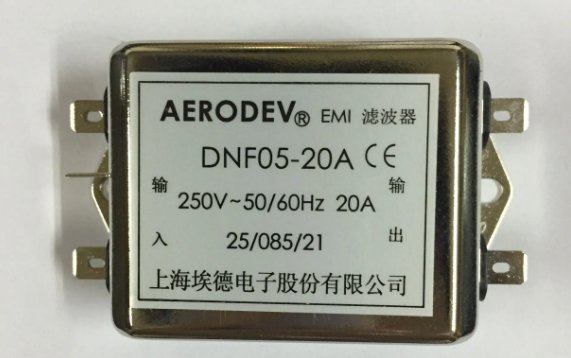 AERODEV® EMI 滤波器
DNF05-20A CE
输入
250V~50/60Hz 20A
输出
25/085/21
上海埃德电子股份有限公司